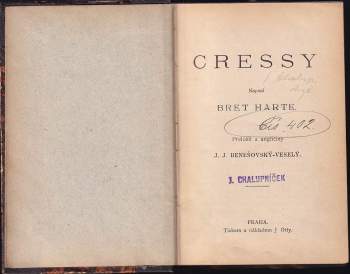 CRESSY
Napsal
BRET HARTE.
Čís 402.
Přeložil z angličiny
J. J. BENEŠOVSKÝ-VESELÝ.
J. CHALUPNÍČEK
PRAHA.
Tiskem a nákladem J. Otty.